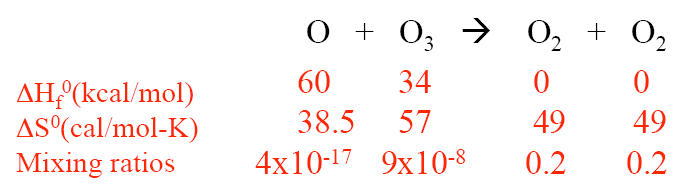 O + O₃ → O₂ + O₂
ΔHf⁰(kcal/mol) 60 34 0 0
ΔS⁰(cal/mol-K) 38.5 57 49 49
Mixing ratios 4x10⁻¹⁷ 9x10⁻⁸ 0.2 0.2